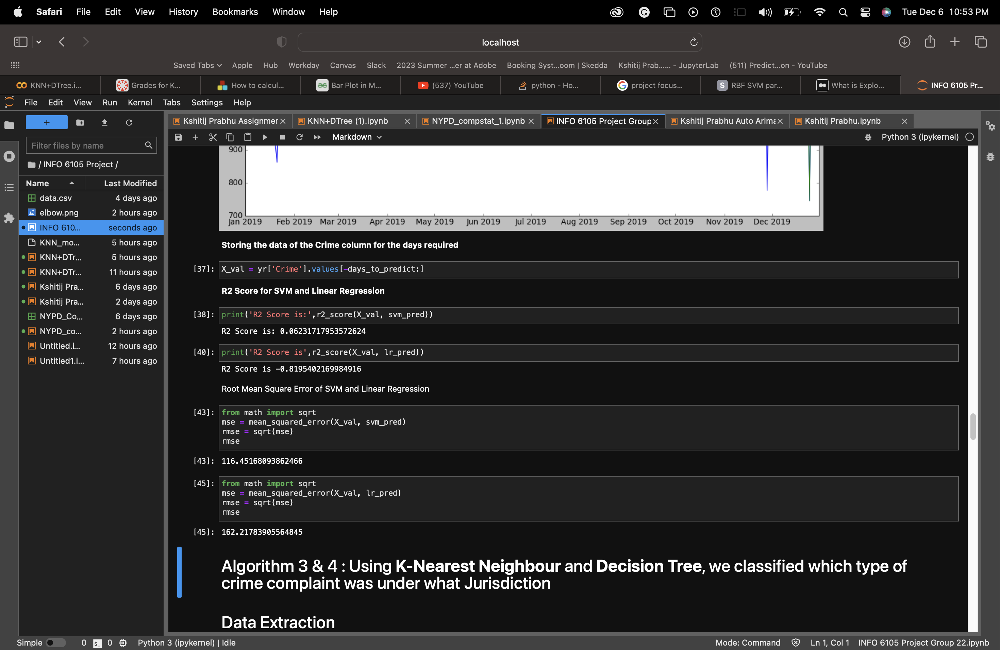 Safari File Edit View History Bookmarks Window Help Tue Dec 6 10:53 PM
localhost
Saved Tabs Apple Hub Workday Canvas Slack 2023 Summer ...er at Adobe Booking Syst...oom | Skedda Kshitij Prab...... - JupyterLab (511) Predict...on - YouTube
KNN+DTree.i... Grades for K... How to calcul... Bar Plot in M... (537) YouTube python - Ho... project focus... S RBF SVM par... What is Explo... INFO 6105 Pr...
File Edit View Run Kernel Tabs Settings Help
Kshitij Prabhu Assignmer KNN+DTree (1).ipynb NYPD_compstat_1.ipynb INFO 6105 Project Group Kshitij Prabhu Auto Arima Kshitij Prabhu.ipynb
Markdown Python 3 (ipykernel)
Filter files by name
/ INFO 6105 Project /
Name Last Modified
data.csv 4 days ago
elbow.png 2 hours ago
INFO 610... seconds ago
KNN_mo... 5 hours ago
KNN+DTr... 5 hours ago
KNN+DTr... 11 hours ago
Kshitij Pra... 6 days ago
Kshitij Pra... 2 days ago
NYPD_Co... 6 days ago
NYPD_co... 2 hours ago
Untitled.i... 12 hours ago
Untitled1.i... 7 hours ago
900
800
700
Jan 2019 Feb 2019 Mar 2019 Apr 2019 May 2019 Jun 2019 Jul 2019 Aug 2019 Sep 2019 Oct 2019 Nov 2019 Dec 2019
Storing the data of the Crime column for the days required
[37]: X_val = yr['Crime'].values[-days_to_predict:]
R2 Score for SVM and Linear Regression
[38]: print('R2 Score is:',r2_score(X_val, svm_pred))
R2 Score is: 0.06231717953572624
[40]: print('R2 Score is',r2_score(X_val, lr_pred))
R2 Score is -0.8195402169984916
Root Mean Square Error of SVM and Linear Regression
[43]: from math import sqrt
mse = mean_squared_error(X_val, svm_pred)
rmse = sqrt(mse)
rmse
[43]: 116.45168093862466
[45]: from math import sqrt
mse = mean_squared_error(X_val, lr_pred)
rmse = sqrt(mse)
rmse
[45]: 162.21783905564845
Algorithm 3 & 4 : Using K-Nearest Neighbour and Decision Tree, we classified which type of
crime complaint was under what Jurisdiction
Data Extraction
Simple 0 $_ 0 Python 3 (ipykernel) | Idle Mode: Command Ln 1, Col 1 INFO 6105 Project Group 22.ipynb